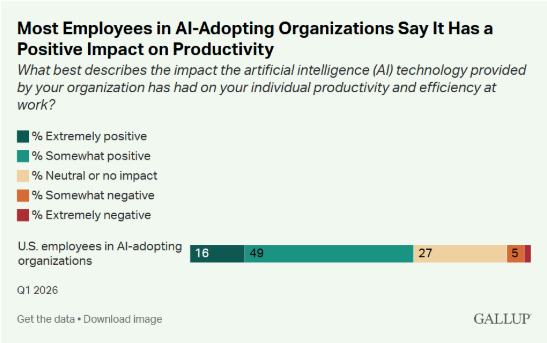 Most Employees in AI-Adopting Organizations Say It Has a
Positive Impact on Productivity
What best describes the impact the artificial intelligence (AI) technology provided
by your organization has had on your individual productivity and efficiency at
work?
% Extremely positive
% Somewhat positive
% Neutral or no impact
% Somewhat negative
% Extremely negative
U.S. employees in AI-adopting
organizations
16 49 27 5
Q1 2026
Get the data • Download image
GALLUP